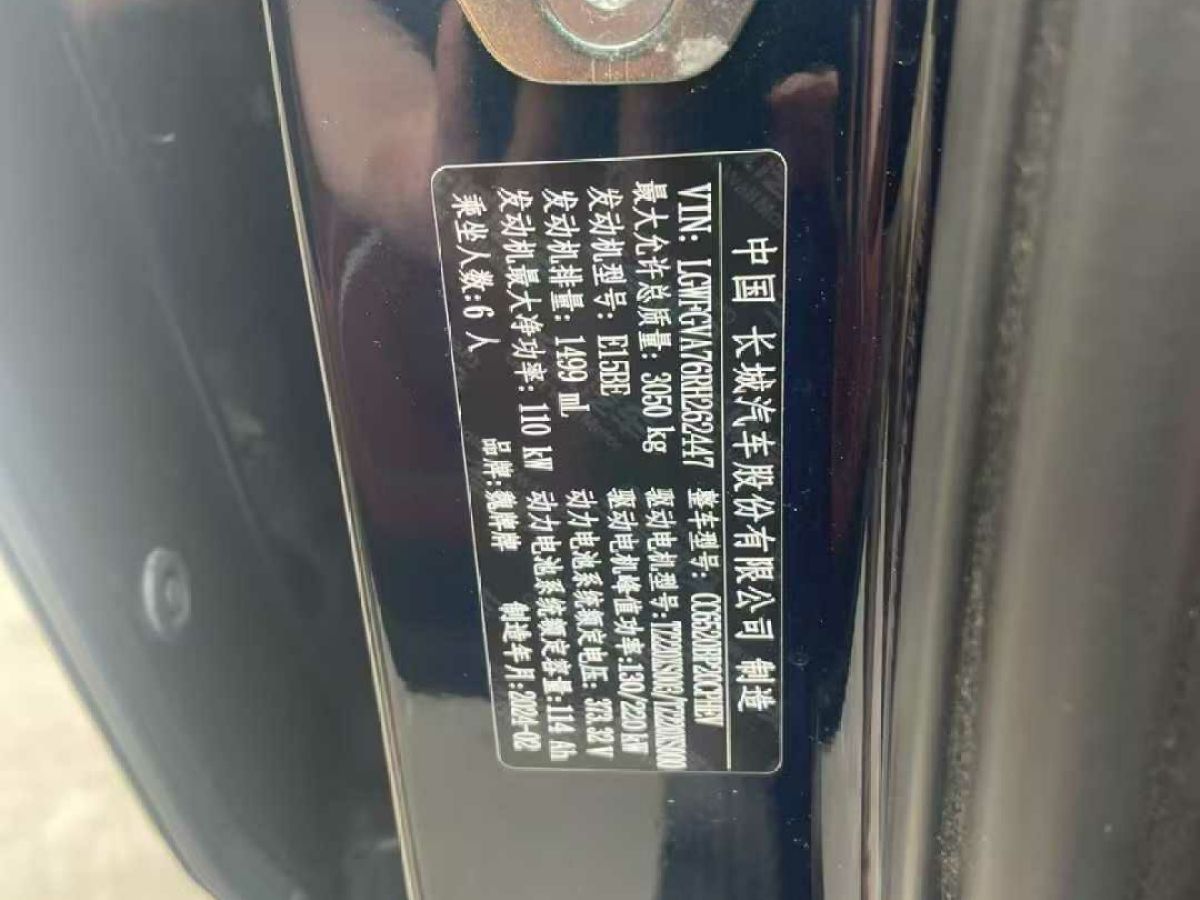 中国 长城汽车股份有限公司 制造
VIN: LGWFGVA76RH262447 整车型号: CC6520BP20CPHEV
最大允许总质量: 3050 kg 驱动电机型号:TZ220XS003/TZ220XS000
发动机型号: E15BE 驱动电机峰值功率:130/220 kW
发动机排量: 1499 mL 动力电池系统额定电压: 373.32 V
发动机最大净功率: 110 kW 动力电池系统额定容量:114 Ah
乘坐人数:6 人 品牌:魏牌牌 制造年月:2024-02